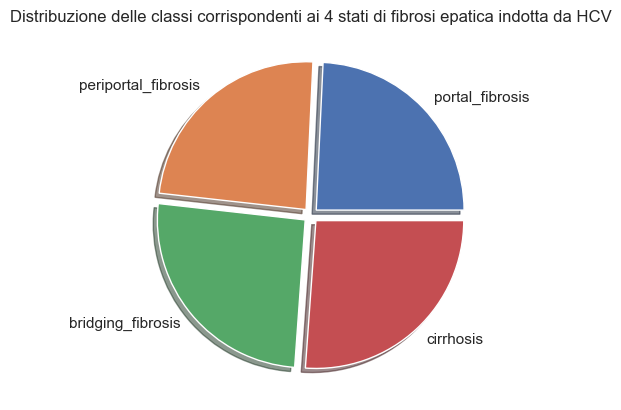 Distribuzione delle classi corrispondenti ai 4 stati di fibrosi epatica indotta da HCV
periportal_fibrosis
portal_fibrosis
bridging_fibrosis
cirrhosis